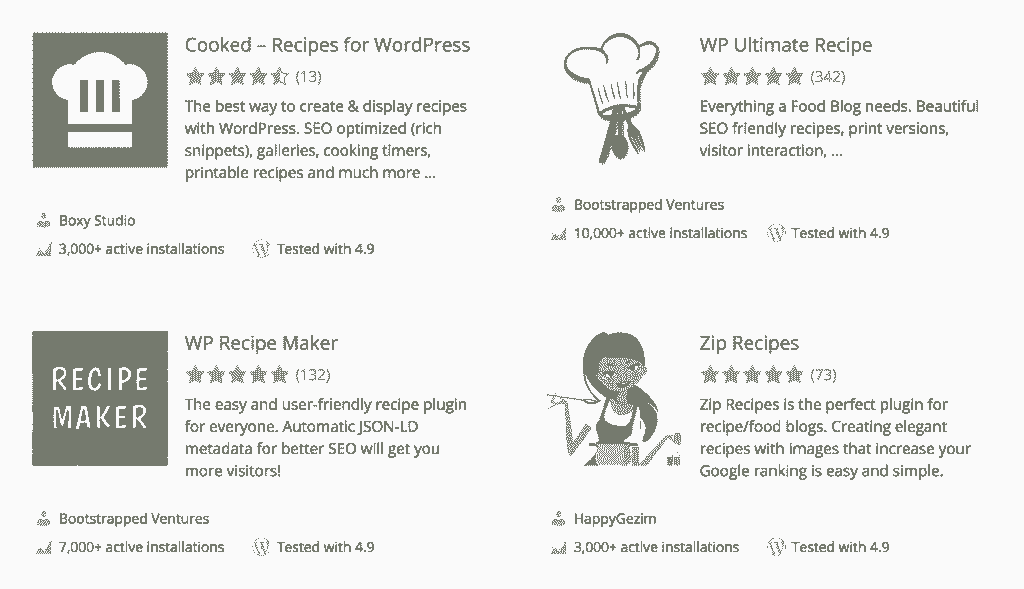 Cooked – Recipes for WordPress
(13)
The best way to create & display recipes
with WordPress. SEO optimized (rich
snippets), galleries, cooking timers,
printable recipes and much more ...
Boxy Studio
3,000+ active installations
Tested with 4.9
WP Ultimate Recipe
(342)
Everything a Food Blog needs. Beautiful
SEO friendly recipes, print versions,
visitor interaction, ...
Bootstrapped Ventures
10,000+ active installations
Tested with 4.9
RECIPE
MAKER
WP Recipe Maker
(132)
The easy and user-friendly recipe plugin
for everyone. Automatic JSON-LD
metadata for better SEO will get you
more visitors!
Bootstrapped Ventures
7,000+ active installations
Tested with 4.9
Zip Recipes
(73)
Zip Recipes is the perfect plugin for
recipe/food blogs. Creating elegant
recipes with images that increase your
Google ranking is easy and simple.
HappyGezim
3,000+ active installations
Tested with 4.9